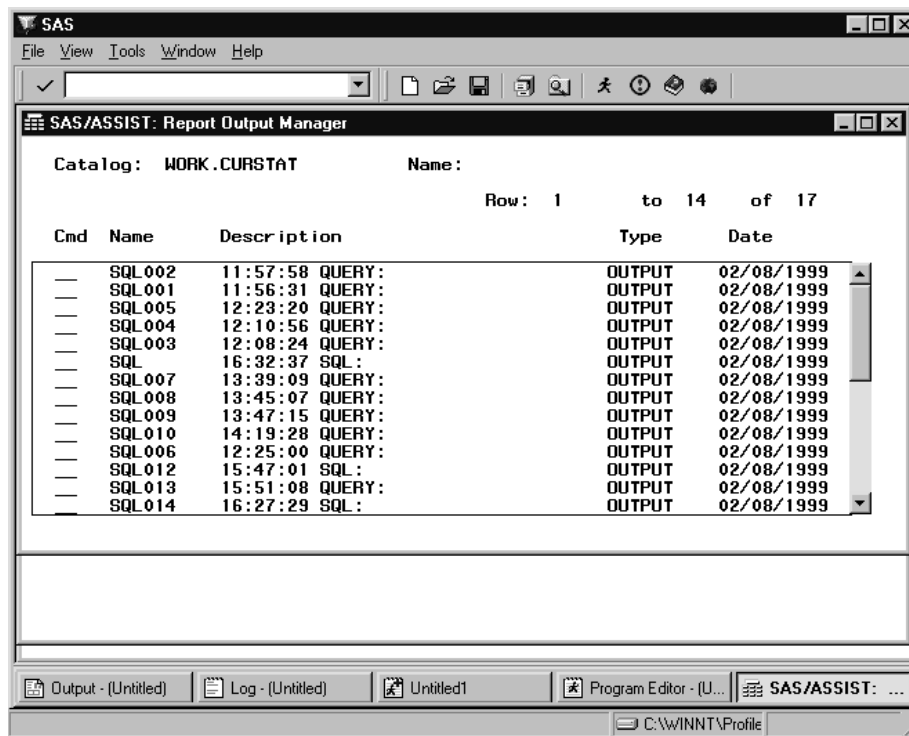 SAS
File View Tools Window Help
SAS/ASSIST: Report Output Manager
Catalog: WORK.CURSTAT Name:
Row: 1 to 14 of 17
Cmd Name Description Type Date
SQL002 11:57:58 QUERY: OUTPUT 02/08/1999
SQL001 11:56:31 QUERY: OUTPUT 02/08/1999
SQL005 12:23:20 QUERY: OUTPUT 02/08/1999
SQL004 12:10:56 QUERY: OUTPUT 02/08/1999
SQL003 12:08:24 QUERY: OUTPUT 02/08/1999
SQL 16:32:37 SQL: OUTPUT 02/08/1999
SQL007 13:39:09 QUERY: OUTPUT 02/08/1999
SQL008 13:45:07 QUERY: OUTPUT 02/08/1999
SQL009 13:47:15 QUERY: OUTPUT 02/08/1999
SQL010 14:19:28 QUERY: OUTPUT 02/08/1999
SQL006 12:25:00 QUERY: OUTPUT 02/08/1999
SQL012 15:47:01 SQL: OUTPUT 02/08/1999
SQL013 15:51:08 QUERY: OUTPUT 02/08/1999
SQL014 16:27:29 SQL: OUTPUT 02/08/1999
Output - (Untitled) Log - (Untitled) Untitled1 Program Editor - (U... SAS/ASSIST: ...
C:\WINNT\Profile